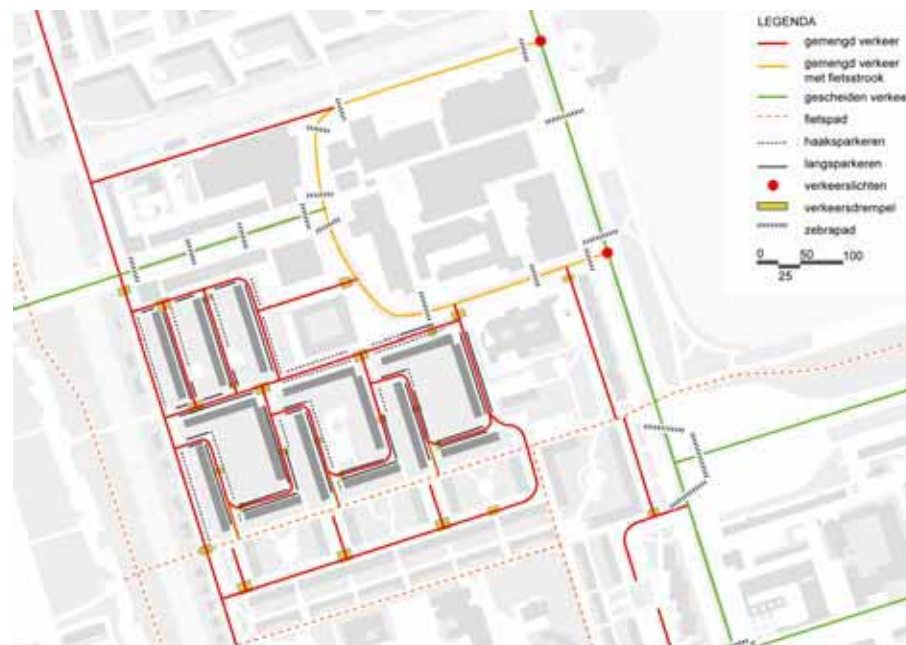 LEGENDA
gemengd verkeer
gemengd verkeer
met fietsstrook
gescheiden verkee
fietspad
haaksparkeren
langsparkeren
verkeerslichten
verkeersdrempel
zebrapad
0 50 100
25